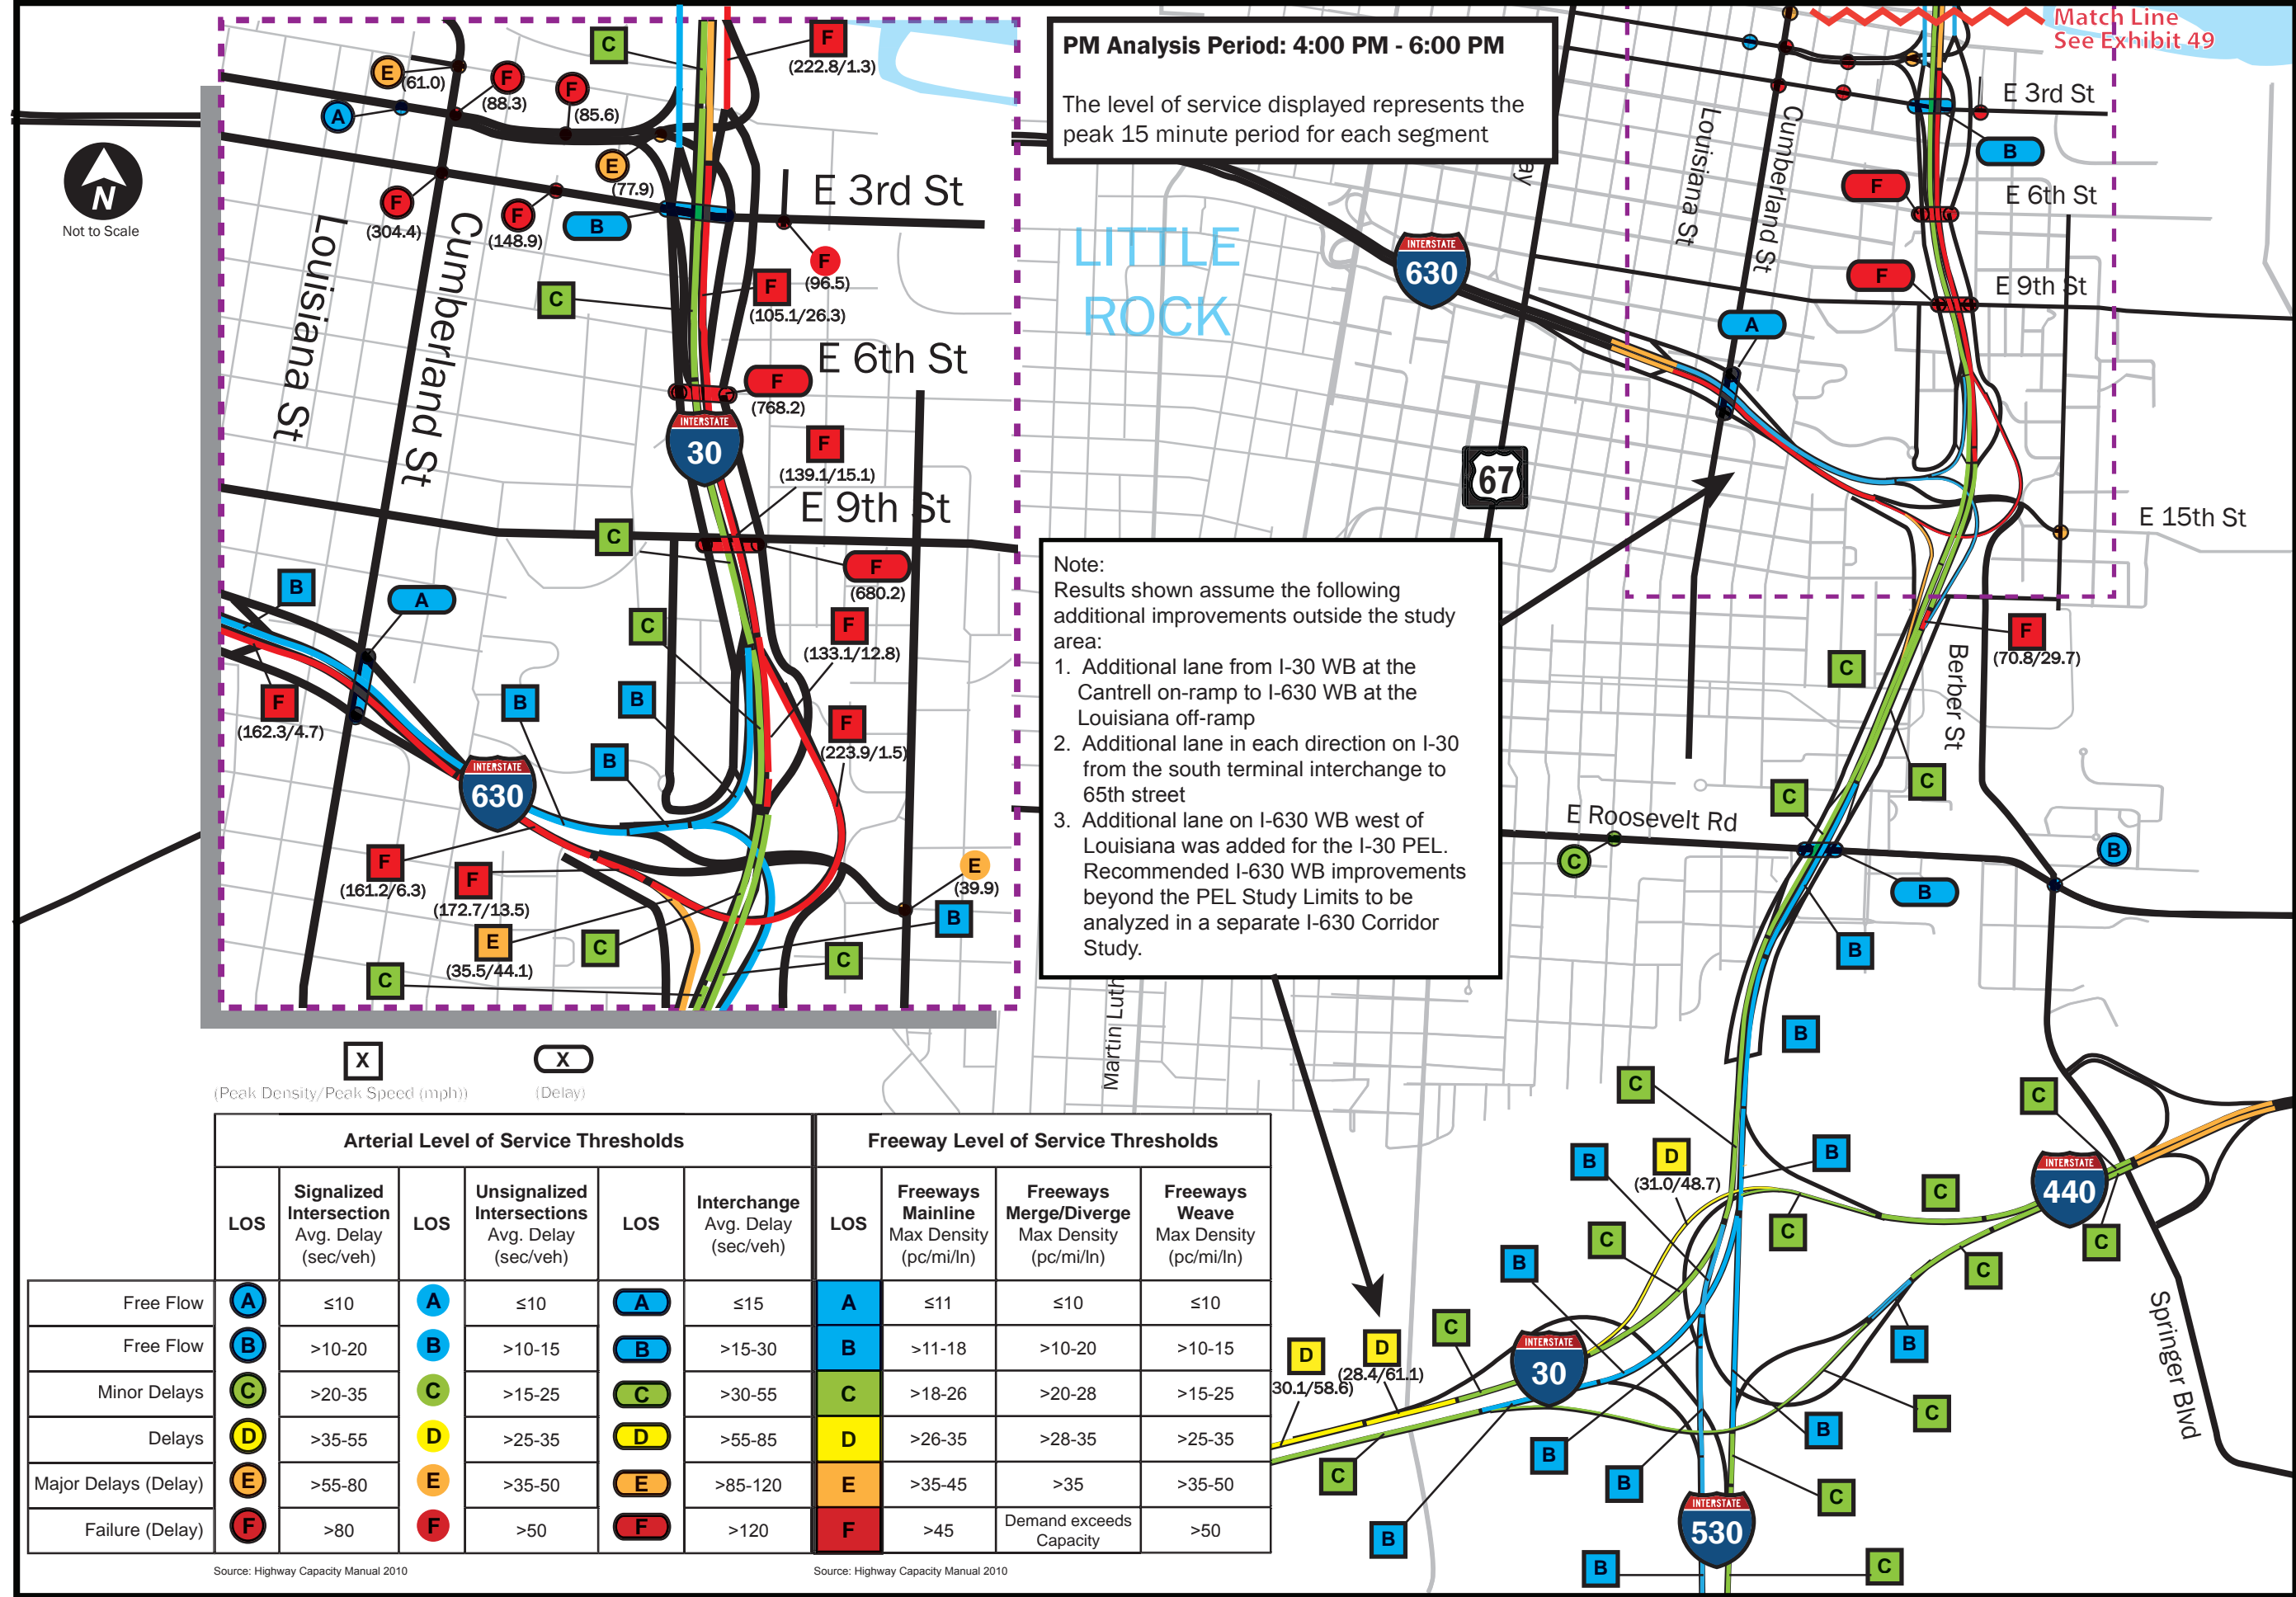 Match Line
See Exhibit 49
PM Analysis Period: 4:00 PM - 6:00 PM
The level of service displayed represents the
peak 15 minute period for each segment
N
Not to Scale
C
F
(222.8/1.3)
E
(61.0)
F
(88.3)
F
(85.6)
A
E
(77.9)
F
(304.4)
F
(148.9)
B
E 3rd St
F
(96.5)
Louisiana St
Cumberland St
C
F
(105.1/26.3)
E 6th St
F
(768.2)
INTERSTATE
30
F
(139.1/15.1)
E 9th St
C
F
(680.2)
B
A
C
F
(133.1/12.8)
F
(162.3/4.7)
B
B
F
(223.9/1.5)
B
INTERSTATE
630
F
(161.2/6.3)
F
(172.7/13.5)
E
(39.9)
B
E
(35.5/44.1)
C
C
C
LITTLE
ROCK
INTERSTATE
630
67
Louisiana St
Cumberland St
E 3rd St
B
F
E 6th St
F
E 9th St
A
E 15th St
F
(70.8/29.7)
C
Berber St
C
C
E Roosevelt Rd
C
B
B
B
B
Note:
Results shown assume the following
additional improvements outside the study
area:
1. Additional lane from I-30 WB at the
Cantrell on-ramp to I-630 WB at the
Louisiana off-ramp
2. Additional lane in each direction on I-30
from the south terminal interchange to
65th street
3. Additional lane on I-630 WB west of
Louisiana was added for the I-30 PEL.
Recommended I-630 WB improvements
beyond the PEL Study Limits to be
analyzed in a separate I-630 Corridor
Study.
Martin Luth
C
C
B
D
(31.0/48.7)
B
C
INTERSTATE
440
C
C
C
C
B
B
Springer Blvd
C
D
30.1/58.6)
D
(28.4/61.1)
INTERSTATE
30
C
B
B
B
C
C
B
INTERSTATE
530
B
C
X
(Peak Density/Peak Speed (mph))
X
(Delay)
Arterial Level of Service Thresholds
Freeway Level of Service Thresholds
LOS
Signalized
Intersection
Avg. Delay
(sec/veh)
LOS
Unsignalized
Intersections
Avg. Delay
(sec/veh)
LOS
Interchange
Avg. Delay
(sec/veh)
LOS
Freeways
Mainline
Max Density
(pc/mi/ln)
Freeways
Merge/Diverge
Max Density
(pc/mi/ln)
Freeways
Weave
Max Density
(pc/mi/ln)
Free Flow A ≤10 A ≤10 A ≤15 A ≤11 ≤10 ≤10
Free Flow B >10-20 B >10-15 B >15-30 B >11-18 >10-20 >10-15
Minor Delays C >20-35 C >15-25 C >30-55 C >18-26 >20-28 >15-25
Delays D >35-55 D >25-35 D >55-85 D >26-35 >28-35 >25-35
Major Delays (Delay) E >55-80 E >35-50 E >85-120 E >35-45 >35 >35-50
Failure (Delay) F >80 F >50 F >120 F >45 Demand exceeds
Capacity >50
Source: Highway Capacity Manual 2010
Source: Highway Capacity Manual 2010